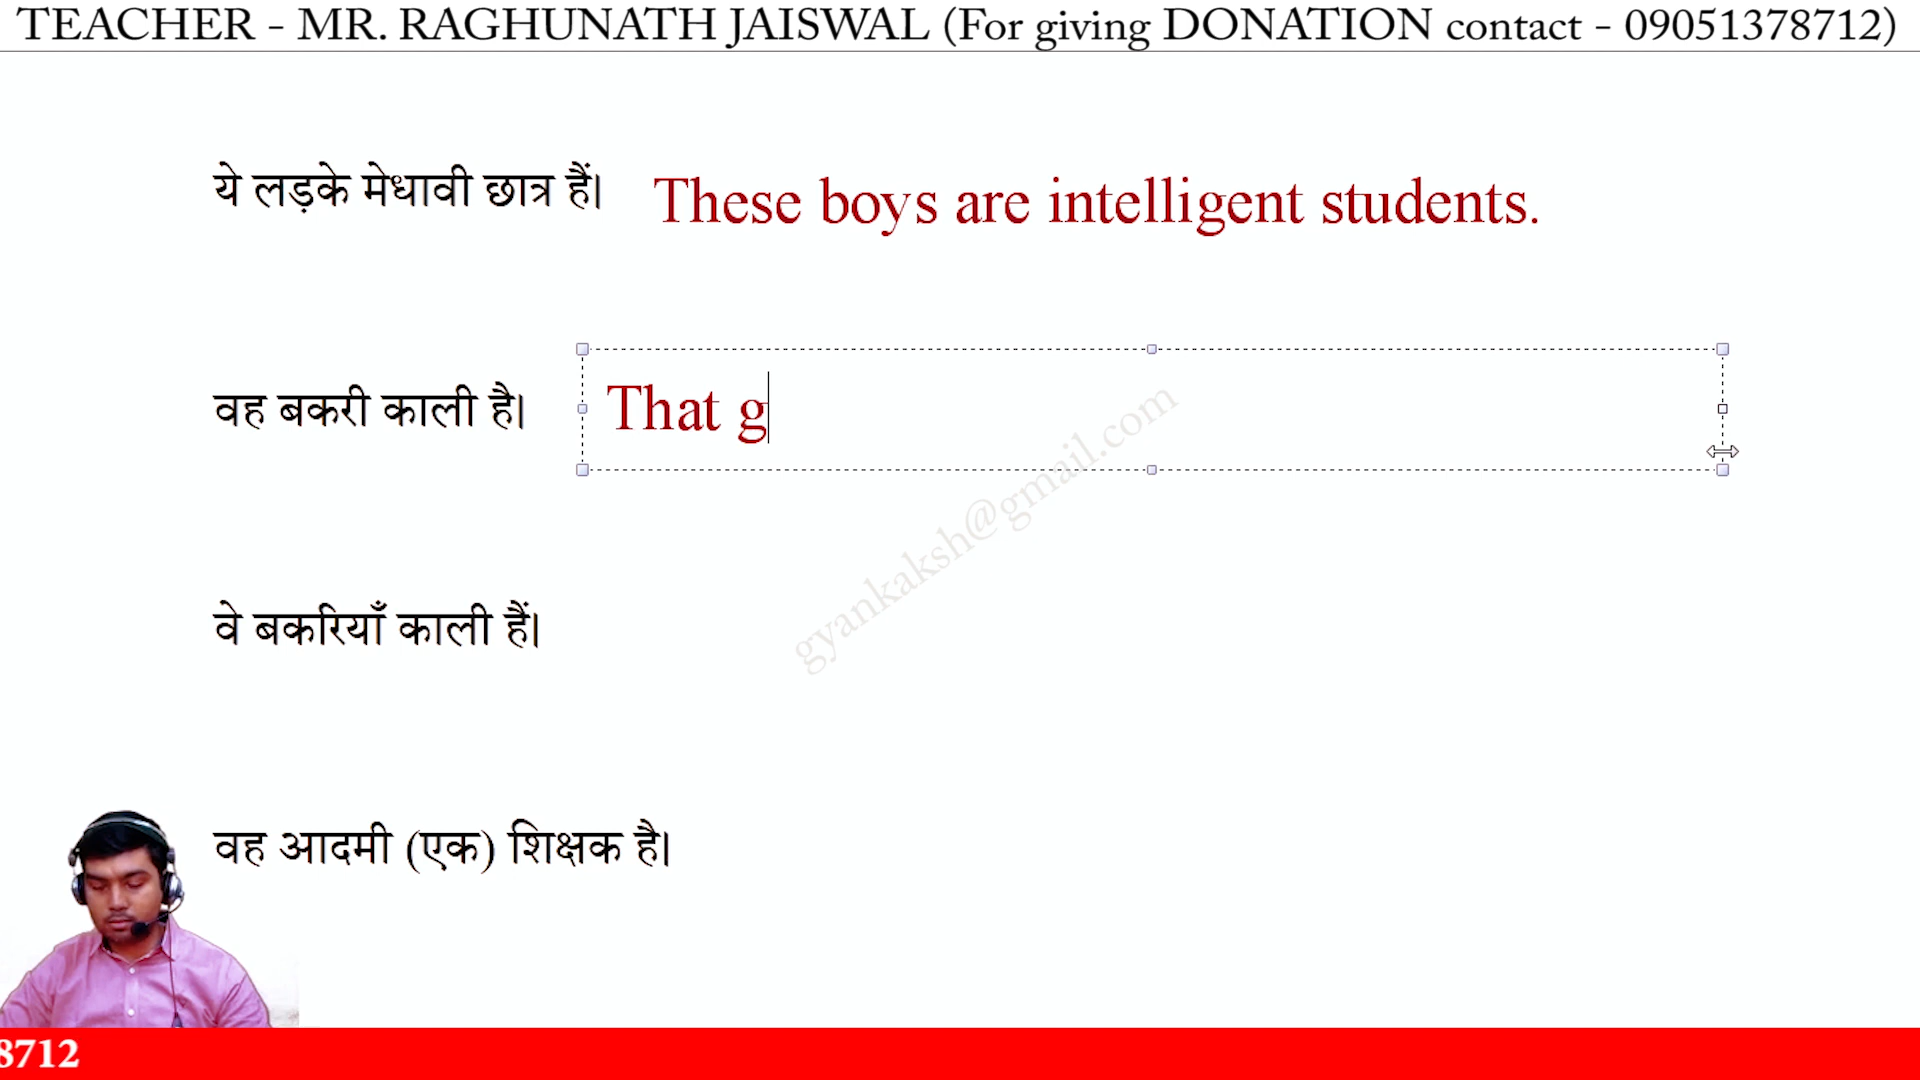 TEACHER - MR. RAGHUNATH JAISWAL (For giving DONATION contact - 09051378712)
ये लड़के मेधावी छात्र हैं। These boys are intelligent students.
वह बकरी काली है। That g
gyankaksh@gmail.com
वे बकरियाँ काली हैं।
वह आदमी (एक) शिक्षक है।
8712